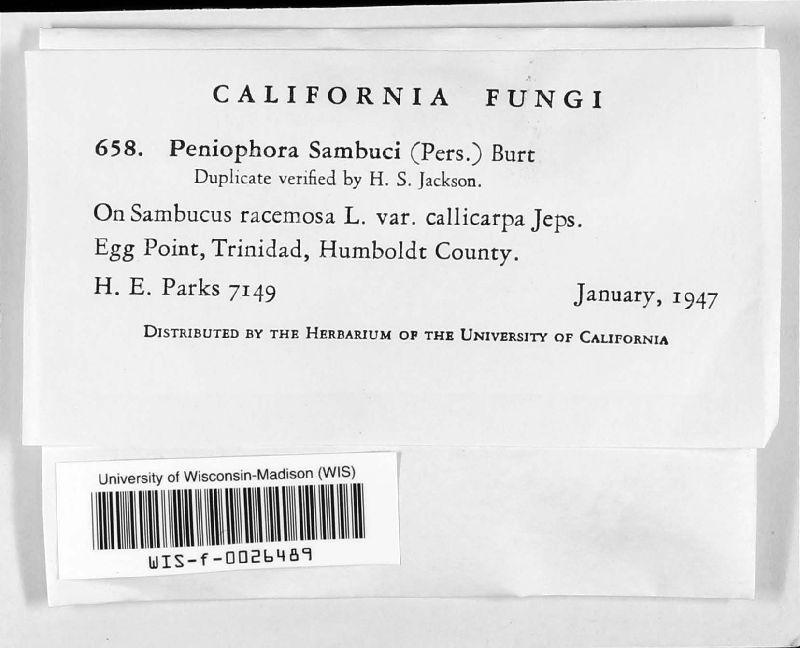 CALIFORNIA FUNGI
658. Peniophora Sambuci (Pers.) Burt
Duplicate verified by H. S. Jackson.
On Sambucus racemosa L. var. callicarpa Jeps.
Egg Point, Trinidad, Humboldt County.
H. E. Parks 7149 January, 1947
DISTRIBUTED BY THE HERBARIUM OF THE UNIVERSITY OF CALIFORNIA
University of Wisconsin-Madison (WIS)
WIS-f-0026489